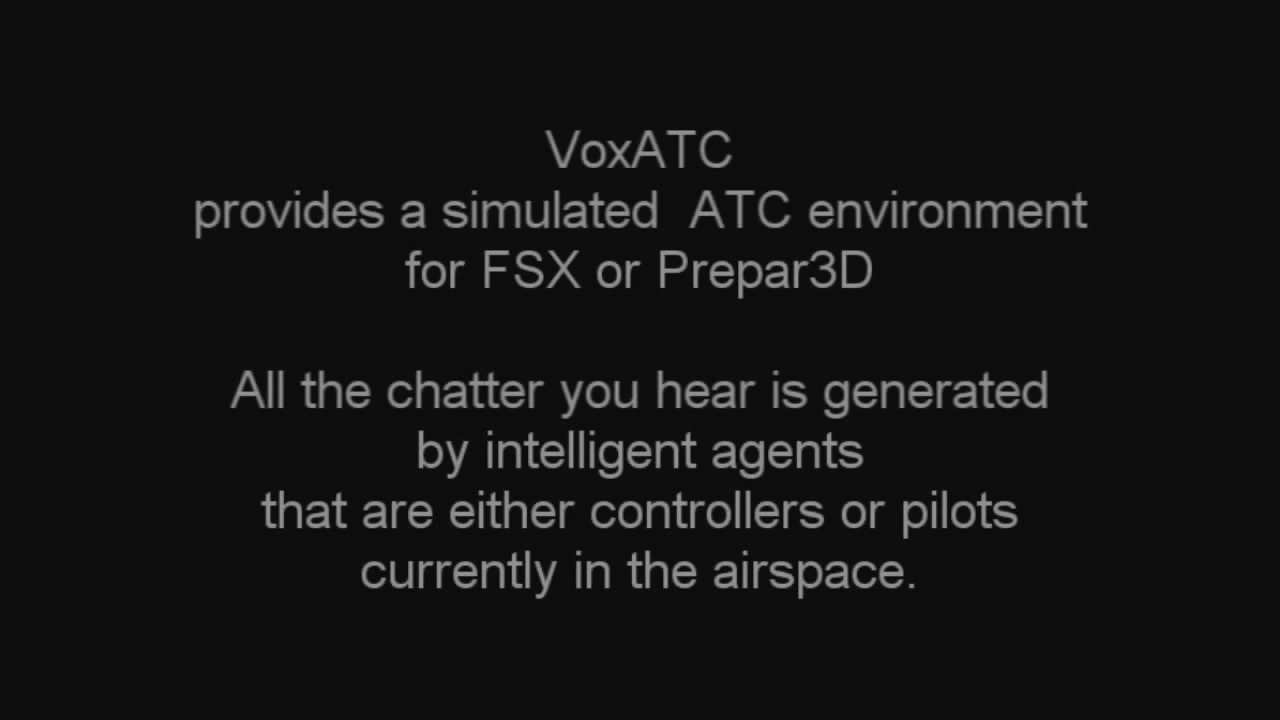 VoxATC
provides a simulated  ATC environment
for FSX or Prepar3D
All the chatter you hear is generated
by intelligent agents
that are either controllers or pilots
currently in the airspace.